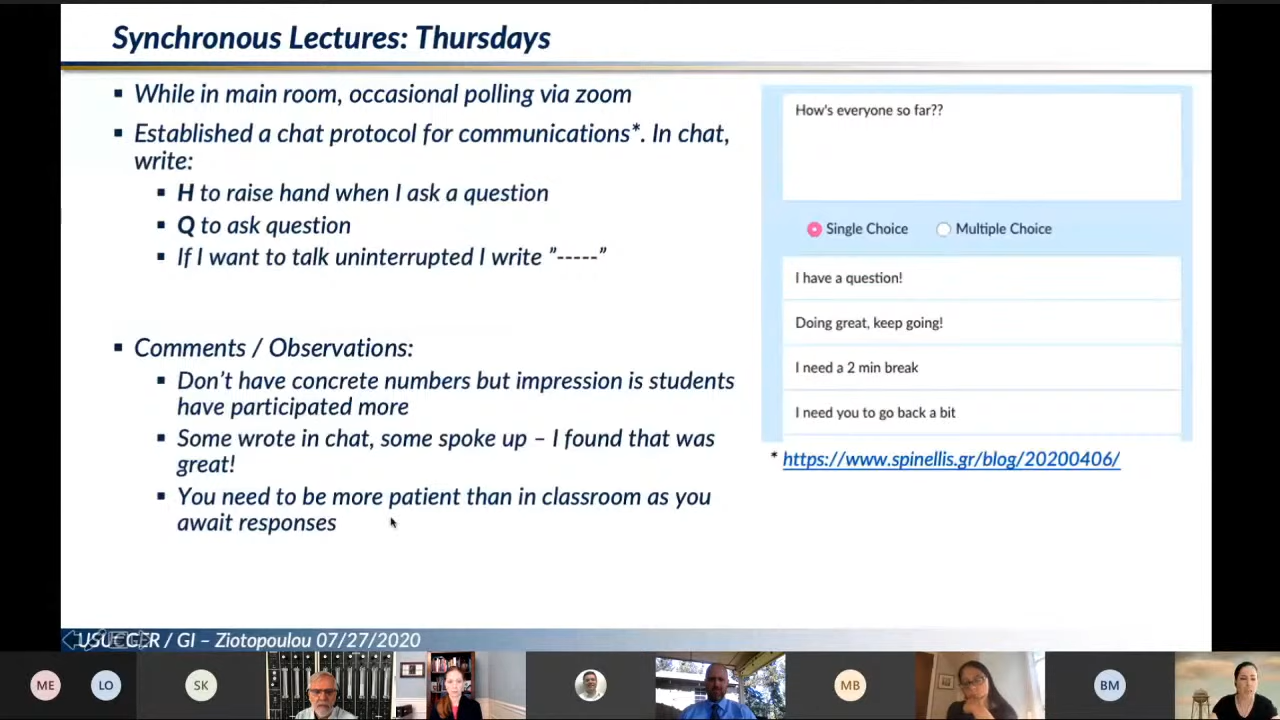 Synchronous Lectures: Thursdays
▪ While in main room, occasional polling via zoom
▪ Established a chat protocol for communications*. In chat,
write:
▪ H to raise hand when I ask a question
▪ Q to ask question
▪ If I want to talk uninterrupted I write ”-----”
▪ Comments / Observations:
▪ Don’t have concrete numbers but impression is students
have participated more
▪ Some wrote in chat, some spoke up – I found that was
great!
▪ You need to be more patient than in classroom as you
await responses
How's everyone so far??
Single Choice
Multiple Choice
I have a question!
Doing great, keep going!
I need a 2 min break
I need you to go back a bit
* https://www.spinellis.gr/blog/20200406/
/ GI – Ziotopoulou 07/27/2020
ME
LO
SK
MB
BM